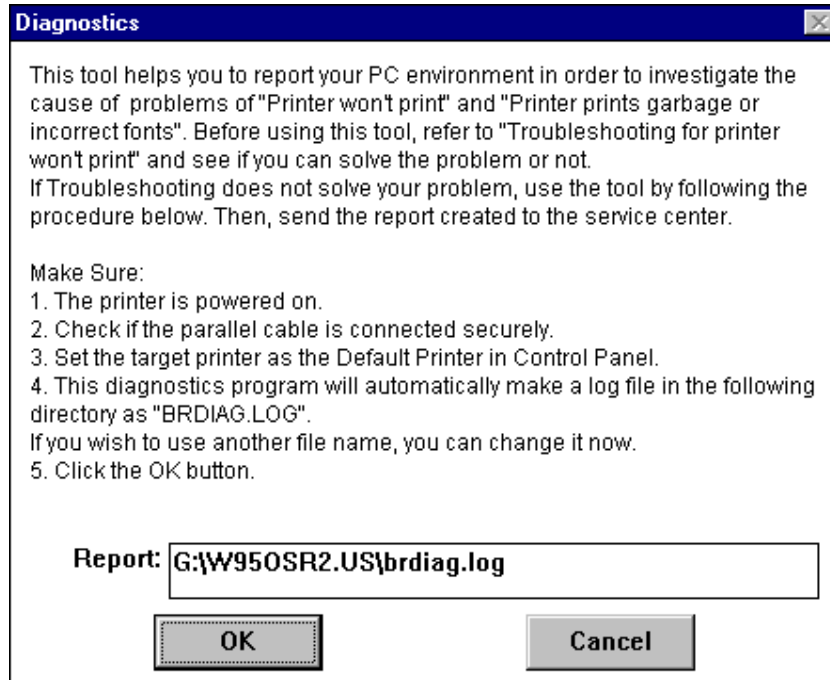 Diagnostics
This tool helps you to report your PC environment in order to investigate the
cause of problems of "Printer won't print" and "Printer prints garbage or
incorrect fonts". Before using this tool, refer to "Troubleshooting for printer
won't print" and see if you can solve the problem or not.
If Troubleshooting does not solve your problem, use the tool by following the
procedure below. Then, send the report created to the service center.
Make Sure:
1. The printer is powered on.
2. Check if the parallel cable is connected securely.
3. Set the target printer as the Default Printer in Control Panel.
4. This diagnostics program will automatically make a log file in the following
directory as "BRDIAG.LOG".
If you wish to use another file name, you can change it now.
5. Click the OK button.
Report: G:\W95OSR2.US\brdiag.log
OK Cancel